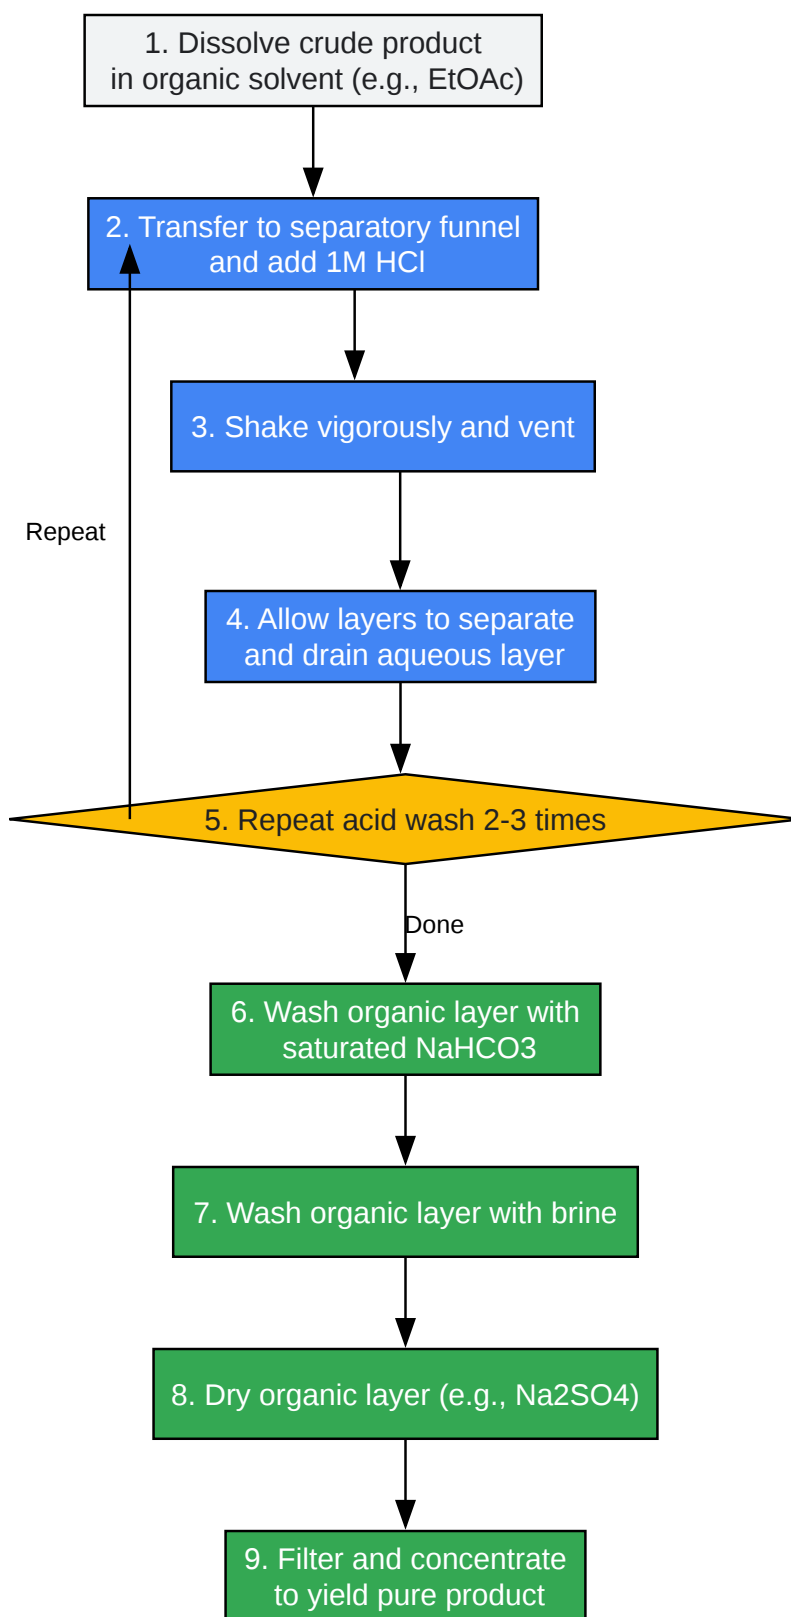 1. Dissolve crude product
in organic solvent (e.g., EtOAc)
2. Transfer to separatory funnel
and add 1M HCl
3. Shake vigorously and vent
Repeat
4. Allow layers to separate
and drain aqueous layer
5. Repeat acid wash 2-3 times
Done
6. Wash organic layer with
saturated NaHCO3
7. Wash organic layer with brine
8. Dry organic layer (e.g., Na2SO4)
9. Filter and concentrate
to yield pure product